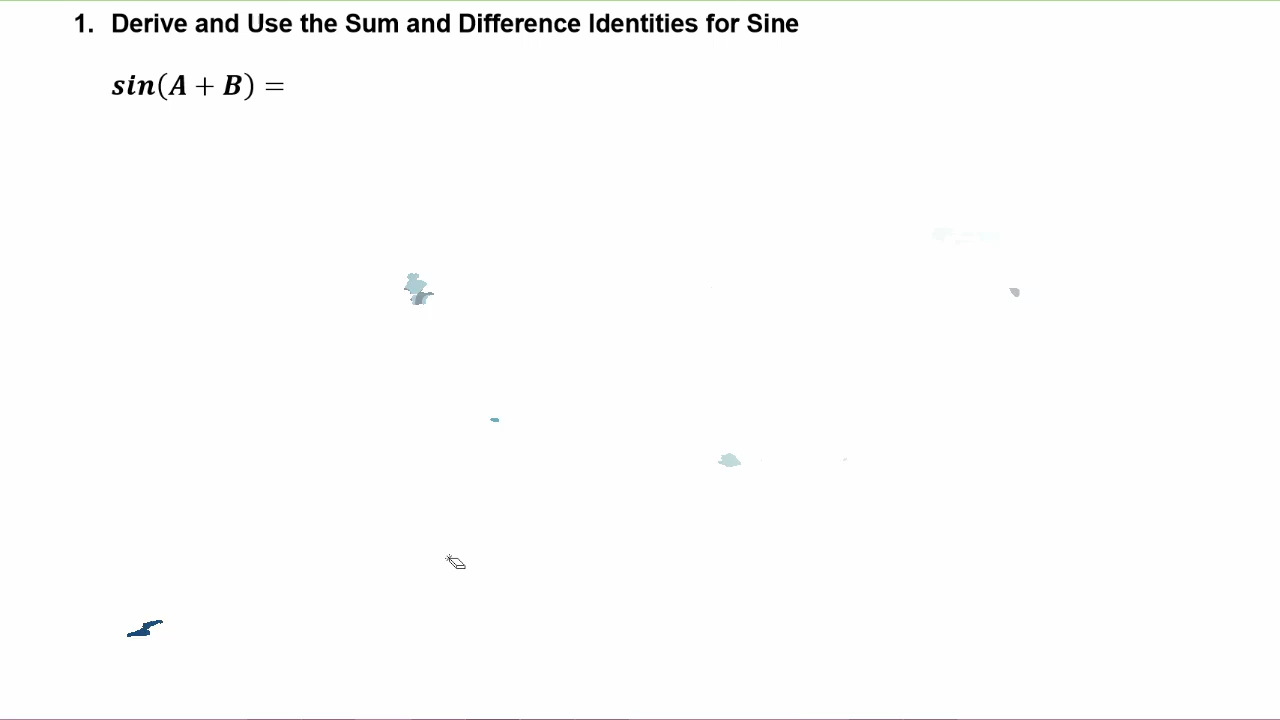 1. Derive and Use the Sum and Difference Identities for Sine
sin(A + B) =